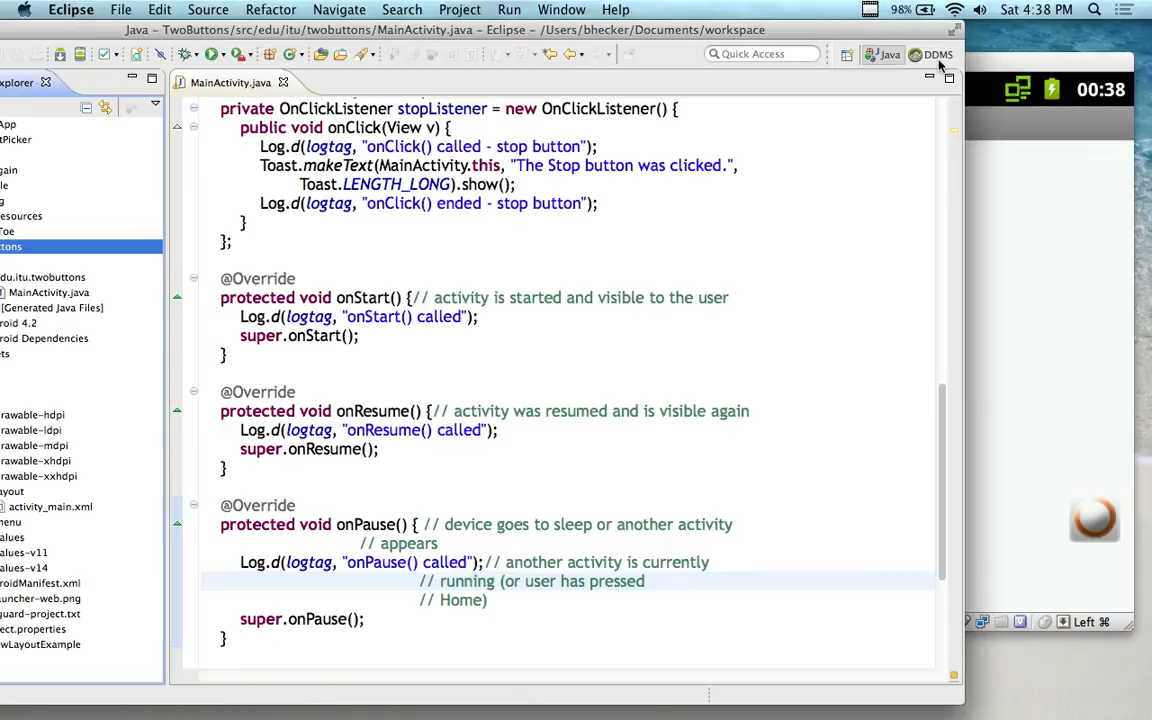 Eclipse File Edit Source Refactor Navigate Search Project Run Window Help 98% Sat 4:38 PM
Java - TwoButtons/src/edu/itu/twobuttons/MainActivity.java - Eclipse - /Users/bhecker/Documents/workspace
Quick Access Java DDMS
xplorer MainActivity.java
00:38
App
tPicker
gain
le
g
esources
Toe
tons
du.itu.twobuttons
MainActivity.java
[Generated Java Files]
roid 4.2
roid Dependencies
ets
rawable-hdpi
rawable-ldpi
rawable-mdpi
rawable-xhdpi
rawable-xxhdpi
ayout
activity_main.xml
menu
alues
alues-v11
alues-v14
roidManifest.xml
auncher-web.png
guard-project.txt
ect.properties
ewLayoutExample
private OnClickListener stopListener = new OnClickListener() {
public void onClick(View v) {
Log.d(logtag, "onClick() called - stop button");
Toast.makeText(MainActivity.this, "The Stop button was clicked.",
Toast.LENGTH_LONG).show();
Log.d(logtag, "onClick() ended - stop button");
}
};
@Override
protected void onStart() {// activity is started and visible to the user
Log.d(logtag, "onStart() called");
super.onStart();
}
@Override
protected void onResume() {// activity was resumed and is visible again
Log.d(logtag, "onResume() called");
super.onResume();
}
@Override
protected void onPause() { // device goes to sleep or another activity
// appears
Log.d(logtag, "onPause() called");// another activity is currently
// running (or user has pressed
// Home)
super.onPause();
}
Left ⌘